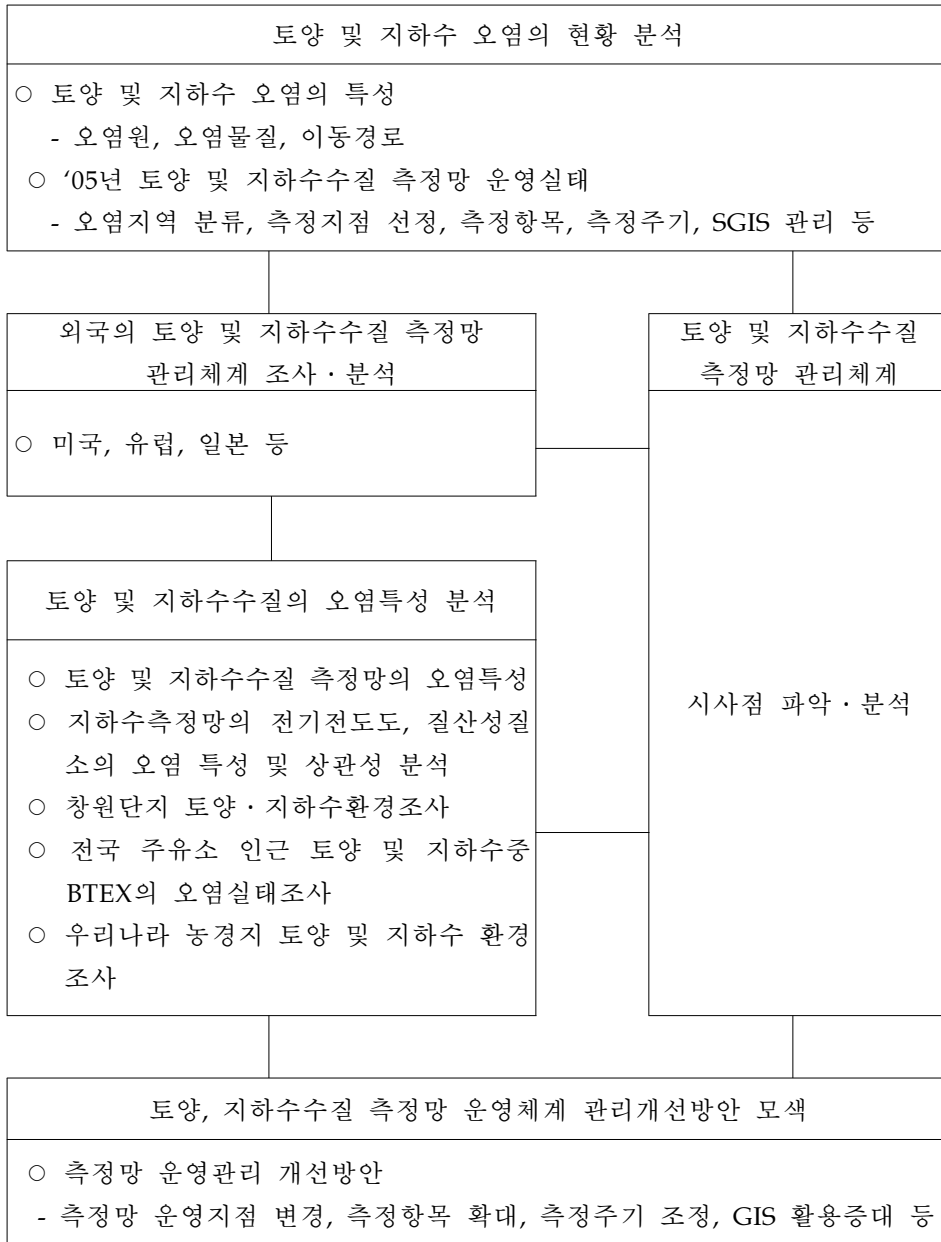 토양 및 지하수 오염의 현황 분석
○ 토양 및 지하수 오염의 특성
- 오염원, 오염물질, 이동경로
○ ‘05년 토양 및 지하수수질 측정망 운영실태
- 오염지역 분류, 측정지점 선정, 측정항목, 측정주기, SGIS 관리 등
외국의 토양 및 지하수수질 측정망
관리체계 조사·분석
○ 미국, 유럽, 일본 등
토양 및 지하수수질
측정망 관리체계
시사점 파악·분석
토양 및 지하수수질의 오염특성 분석
○ 토양 및 지하수수질 측정망의 오염특성
○ 지하수측정망의 전기전도도, 질산성질
소의 오염 특성 및 상관성 분석
○ 창원단지 토양·지하수환경조사
○ 전국 주유소 인근 토양 및 지하수중
BTEX의 오염실태조사
○ 우리나라 농경지 토양 및 지하수 환경
조사
토양, 지하수수질 측정망 운영체계 관리개선방안 모색
○ 측정망 운영관리 개선방안
- 측정망 운영지점 변경, 측정항목 확대, 측정주기 조정, GIS 활용증대 등